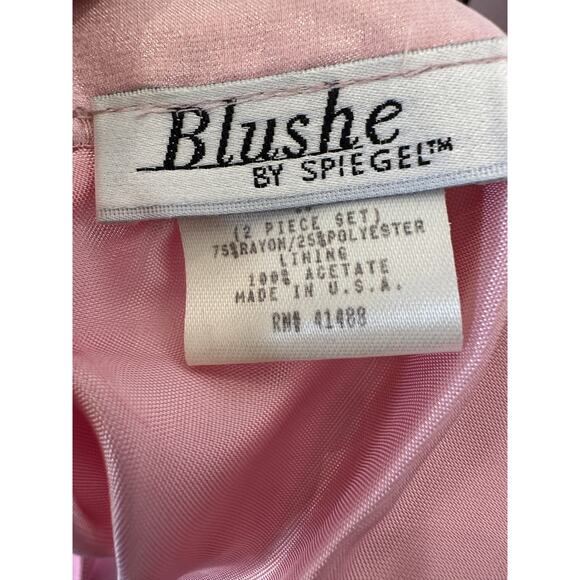 Blushe
BY SPIEGEL™
(2 PIECE SET)
75%RAYON/25%POLYESTER
LINING
100% ACETATE
MADE IN U.S.A.
RN# 41488